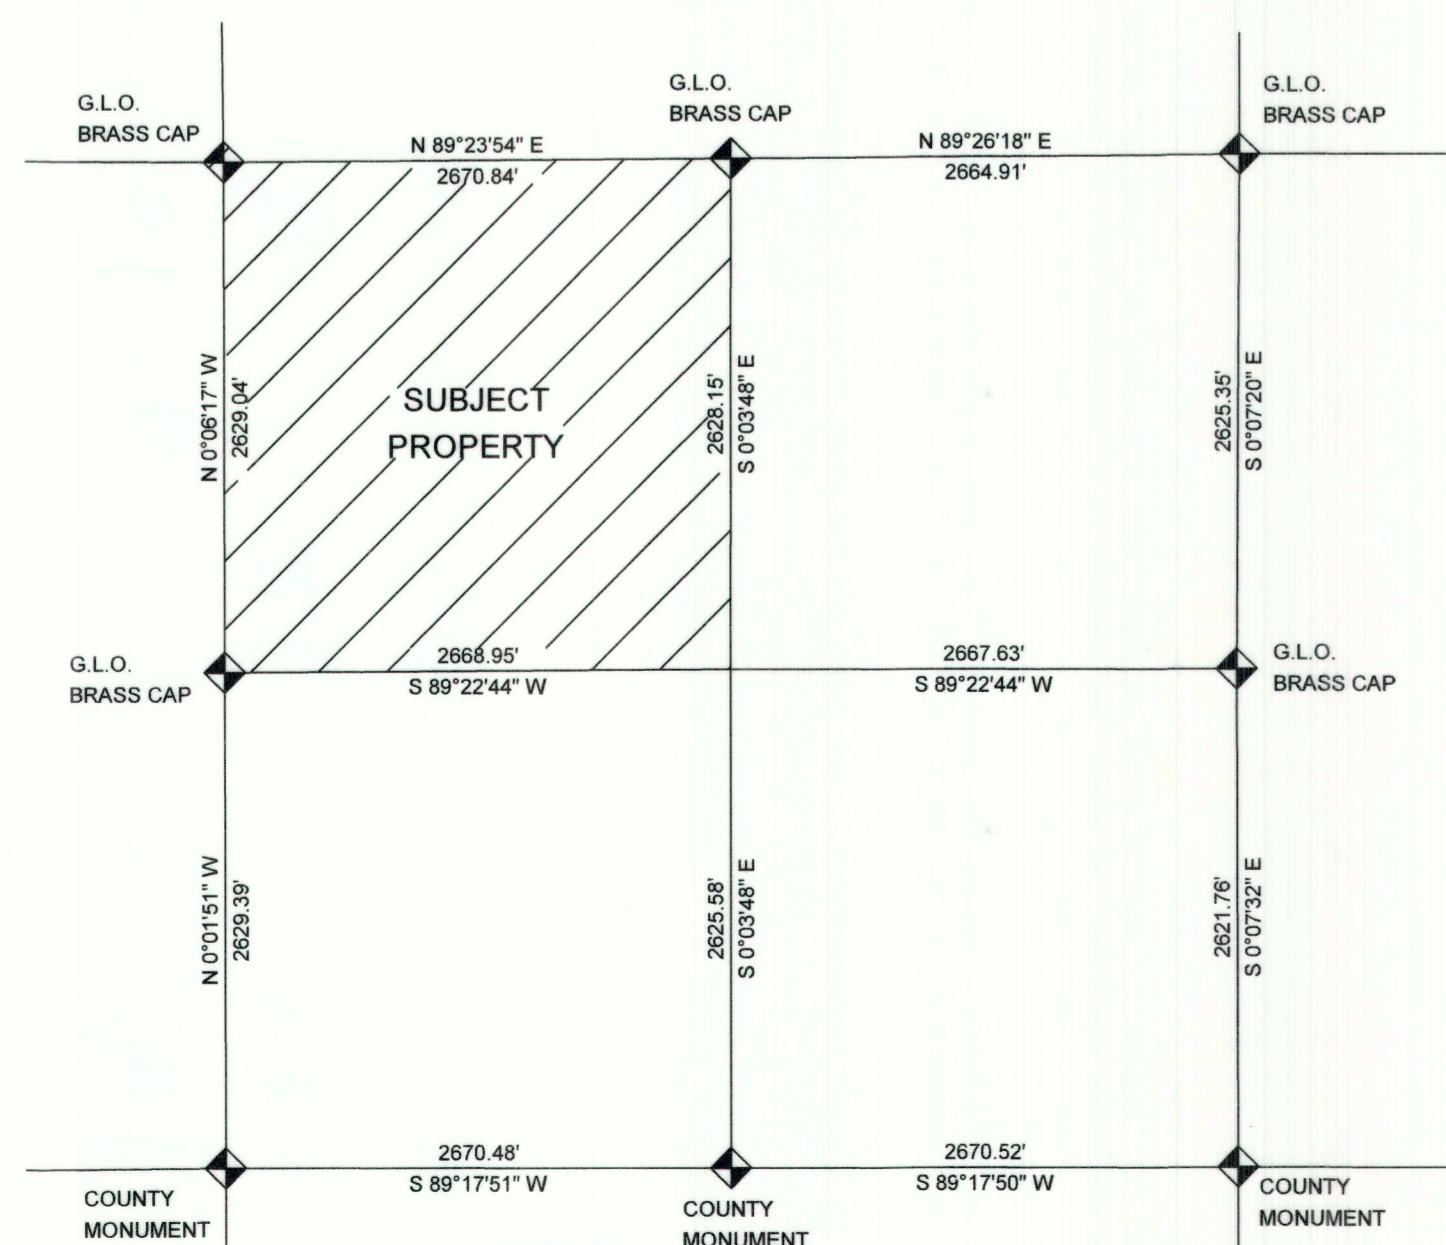 G.L.O.
BRASS CAP
G.L.O.
BRASS CAP
G.L.O.
BRASS CAP
N 89°23'54" E
2670.84'
N 89°26'18" E
2664.91'
N 0°06'17" W
2629.04'
SUBJECT
PROPERTY
2628.15'
S 0°03'48" E
2625.35'
S 0°07'20" E
G.L.O.
BRASS CAP
2668.95'
S 89°22'44" W
2667.63'
S 89°22'44" W
G.L.O.
BRASS CAP
N 0°01'51" W
2629.39'
2625.58'
S 0°03'48" E
2621.76'
S 0°07'32" E
2670.48'
S 89°17'51" W
2670.52'
S 89°17'50" W
COUNTY
MONUMENT
COUNTY
MONUMENT
COUNTY
MONUMENT